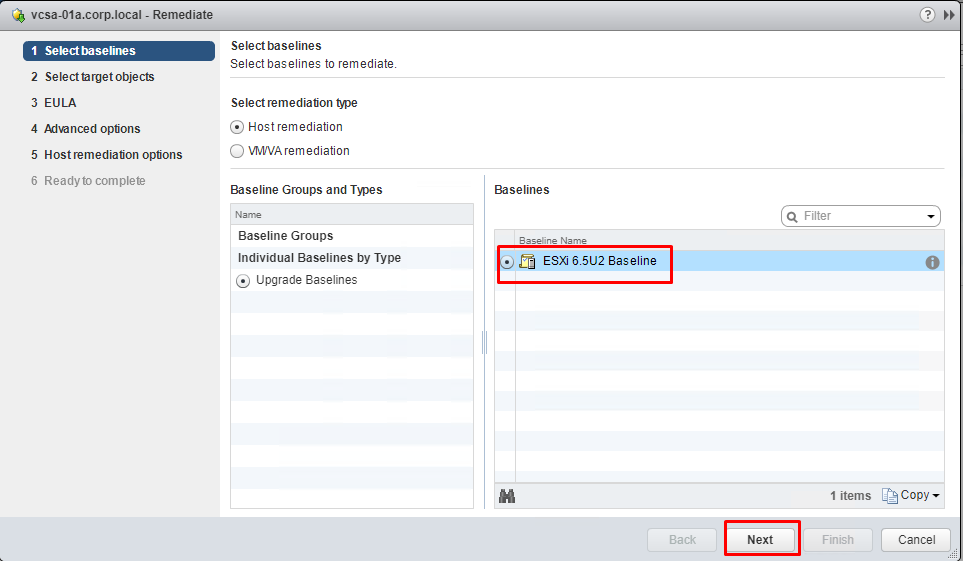 vcsa-01a.corp.local - Remediate
?
1 Select baselines
2 Select target objects
3 EULA
4 Advanced options
5 Host remediation options
6 Ready to complete
Select baselines
Select baselines to remediate.
Select remediation type
Host remediation
VM/VA remediation
Baseline Groups and Types
Name
Baseline Groups
Individual Baselines by Type
Upgrade Baselines
Baselines
Filter
Baseline Name
ESXi 6.5U2 Baseline
1 items Copy
Back Next Finish Cancel